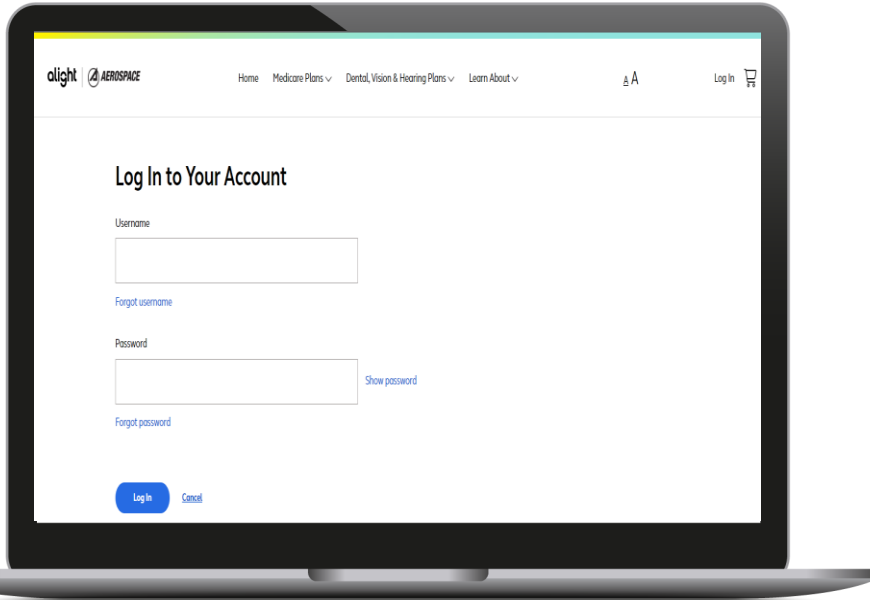 alight AEROSPACE Home Medicare Plans Dental, Vision & Hearing Plans Learn About A A Log In
Log In to Your Account
Username
Forgot username
Password
Show password
Forgot password
Log In Cancel